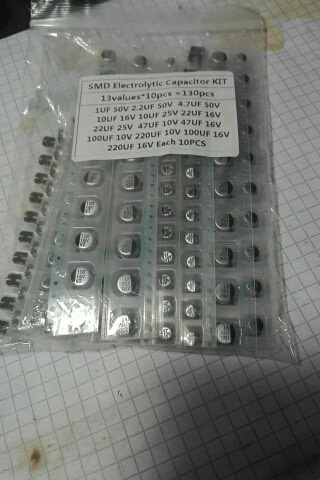 SMD Electrolytic Capacitor KIT
13values*10pcs =130pcs
1UF 50V 2.2UF 50V 4.7UF 50V
10UF 16V 10UF 25V 22UF 16V
22UF 25V 47UF 10V 47UF 16V
100UF 10V 220UF 10V 100UF 16V
220UF 16V Each 10PCS